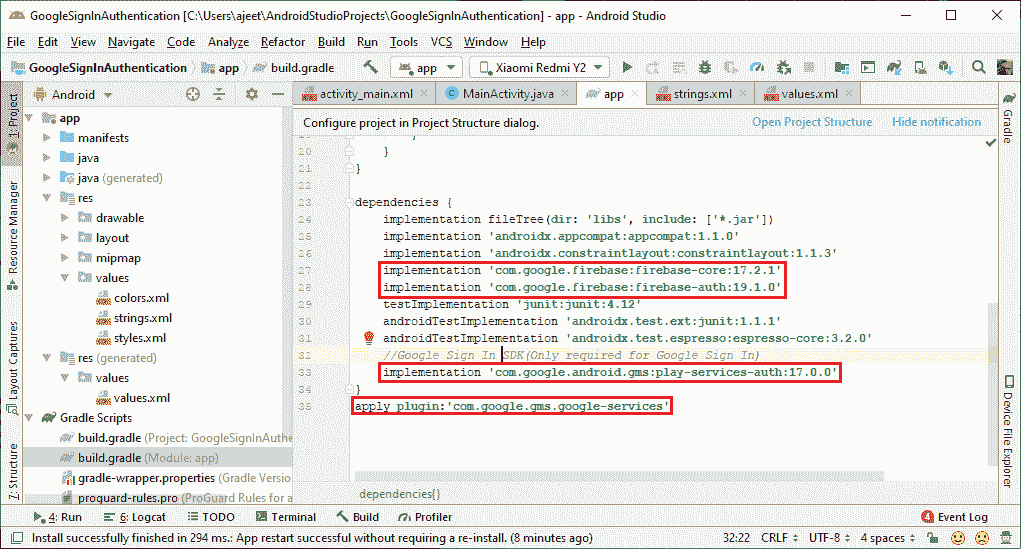 GoogleSignInAuthentication [C:\Users\ajeet\AndroidStudioProjects\GoogleSignInAuthentication] - app - Android Studio
File Edit View Navigate Code Analyze Refactor Build Run Tools VCS Window Help
GoogleSignInAuthentication app build.gradle app Xiaomi Redmi Y2
1: Project
Resource Manager
Layout Captures
7: Structure
Android
app
manifests
java
java (generated)
res
drawable
layout
mipmap
values
colors.xml
strings.xml
styles.xml
res (generated)
values
values.xml
Gradle Scripts
build.gradle (Project: GoogleSignInAuthe
build.gradle (Module: app)
gradle-wrapper.properties (Gradle Version
proguard-rules.pro (ProGuard Rules for a
activity_main.xml MainActivity.java app strings.xml values.xml
Configure project in Project Structure dialog. Open Project Structure Hide notification
19 }
20 }
21 }
22
23 dependencies {
24 implementation fileTree(dir: 'libs', include: ['*.jar'])
25 implementation 'androidx.appcompat:appcompat:1.1.0'
26 implementation 'androidx.constraintlayout:constraintlayout:1.1.3'
27 implementation 'com.google.firebase:firebase-core:17.2.1'
28 implementation 'com.google.firebase:firebase-auth:19.1.0'
29 testImplementation 'junit:junit:4.12'
30 androidTestImplementation 'androidx.test.ext:junit:1.1.1'
31 androidTestImplementation 'androidx.test.espresso:espresso-core:3.2.0'
32 //Google Sign In SDK(Only required for Google Sign In)
33 implementation 'com.google.android.gms:play-services-auth:17.0.0'
34 }
35 apply plugin:'com.google.gms.google-services'
dependencies{}
Gradle
Device File Explorer
4: Run 6: Logcat TODO Terminal Build Profiler 4 Event Log
Install successfully finished in 294 ms.: App restart successful without requiring a re-install. (8 minutes ago) 32:22 CRLF UTF-8 4 spaces